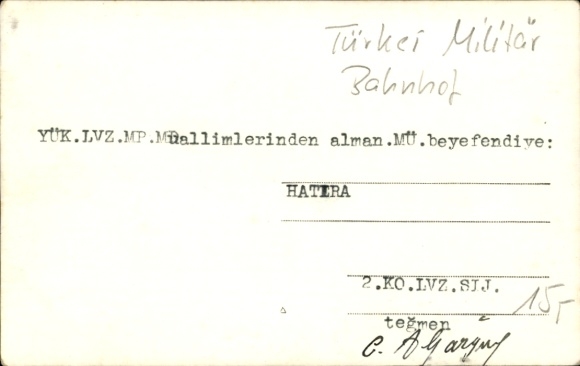 Türkei Militär
Bahnhof
YÜK.LVZ.MP.MUallimlerinden alman.MÜ.beyefendiye:
HATIRA
2.KO.LVZ.SIJ.
15,-
teğmen
C.